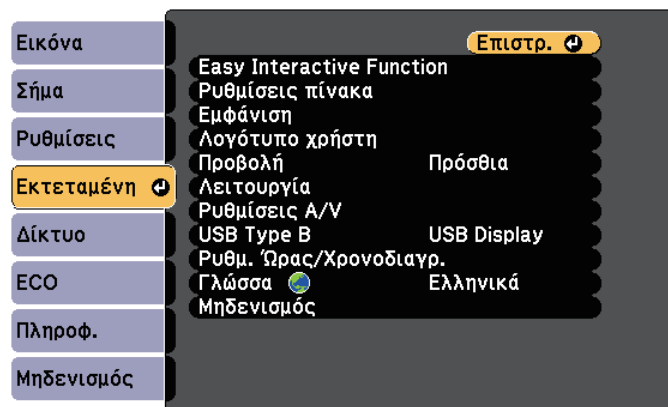 Εικόνα
Σήμα
Ρυθμίσεις
Εκτεταμένη
Δίκτυο
ECO
Πληροφ.
Μηδενισμός
Επιστρ.
Easy Interactive Function
Ρυθμίσεις πίνακα
Εμφάνιση
Λογότυπο χρήστη
Προβολή Πρόσθια
Λειτουργία
Ρυθμίσεις A/V
USB Type B USB Display
Ρυθμ. Ώρας/Χρονοδιαγρ.
Γλώσσα Ελληνικά
Μηδενισμός